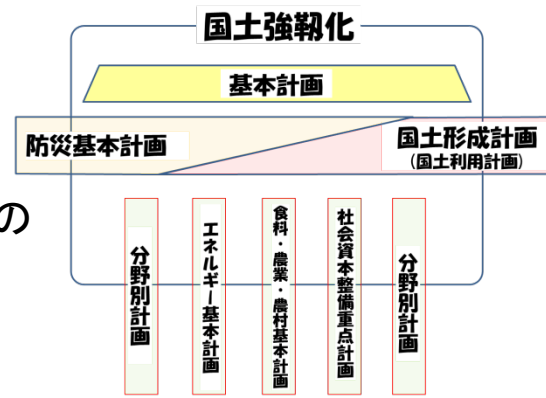 国土強靱化
基本計画
防災基本計画
国土形成計画
(国土利用計画)
の
分野別計画
エネルギー基本計画
食料・農業・農村基本計画
社会資本整備重点計画
分野別計画